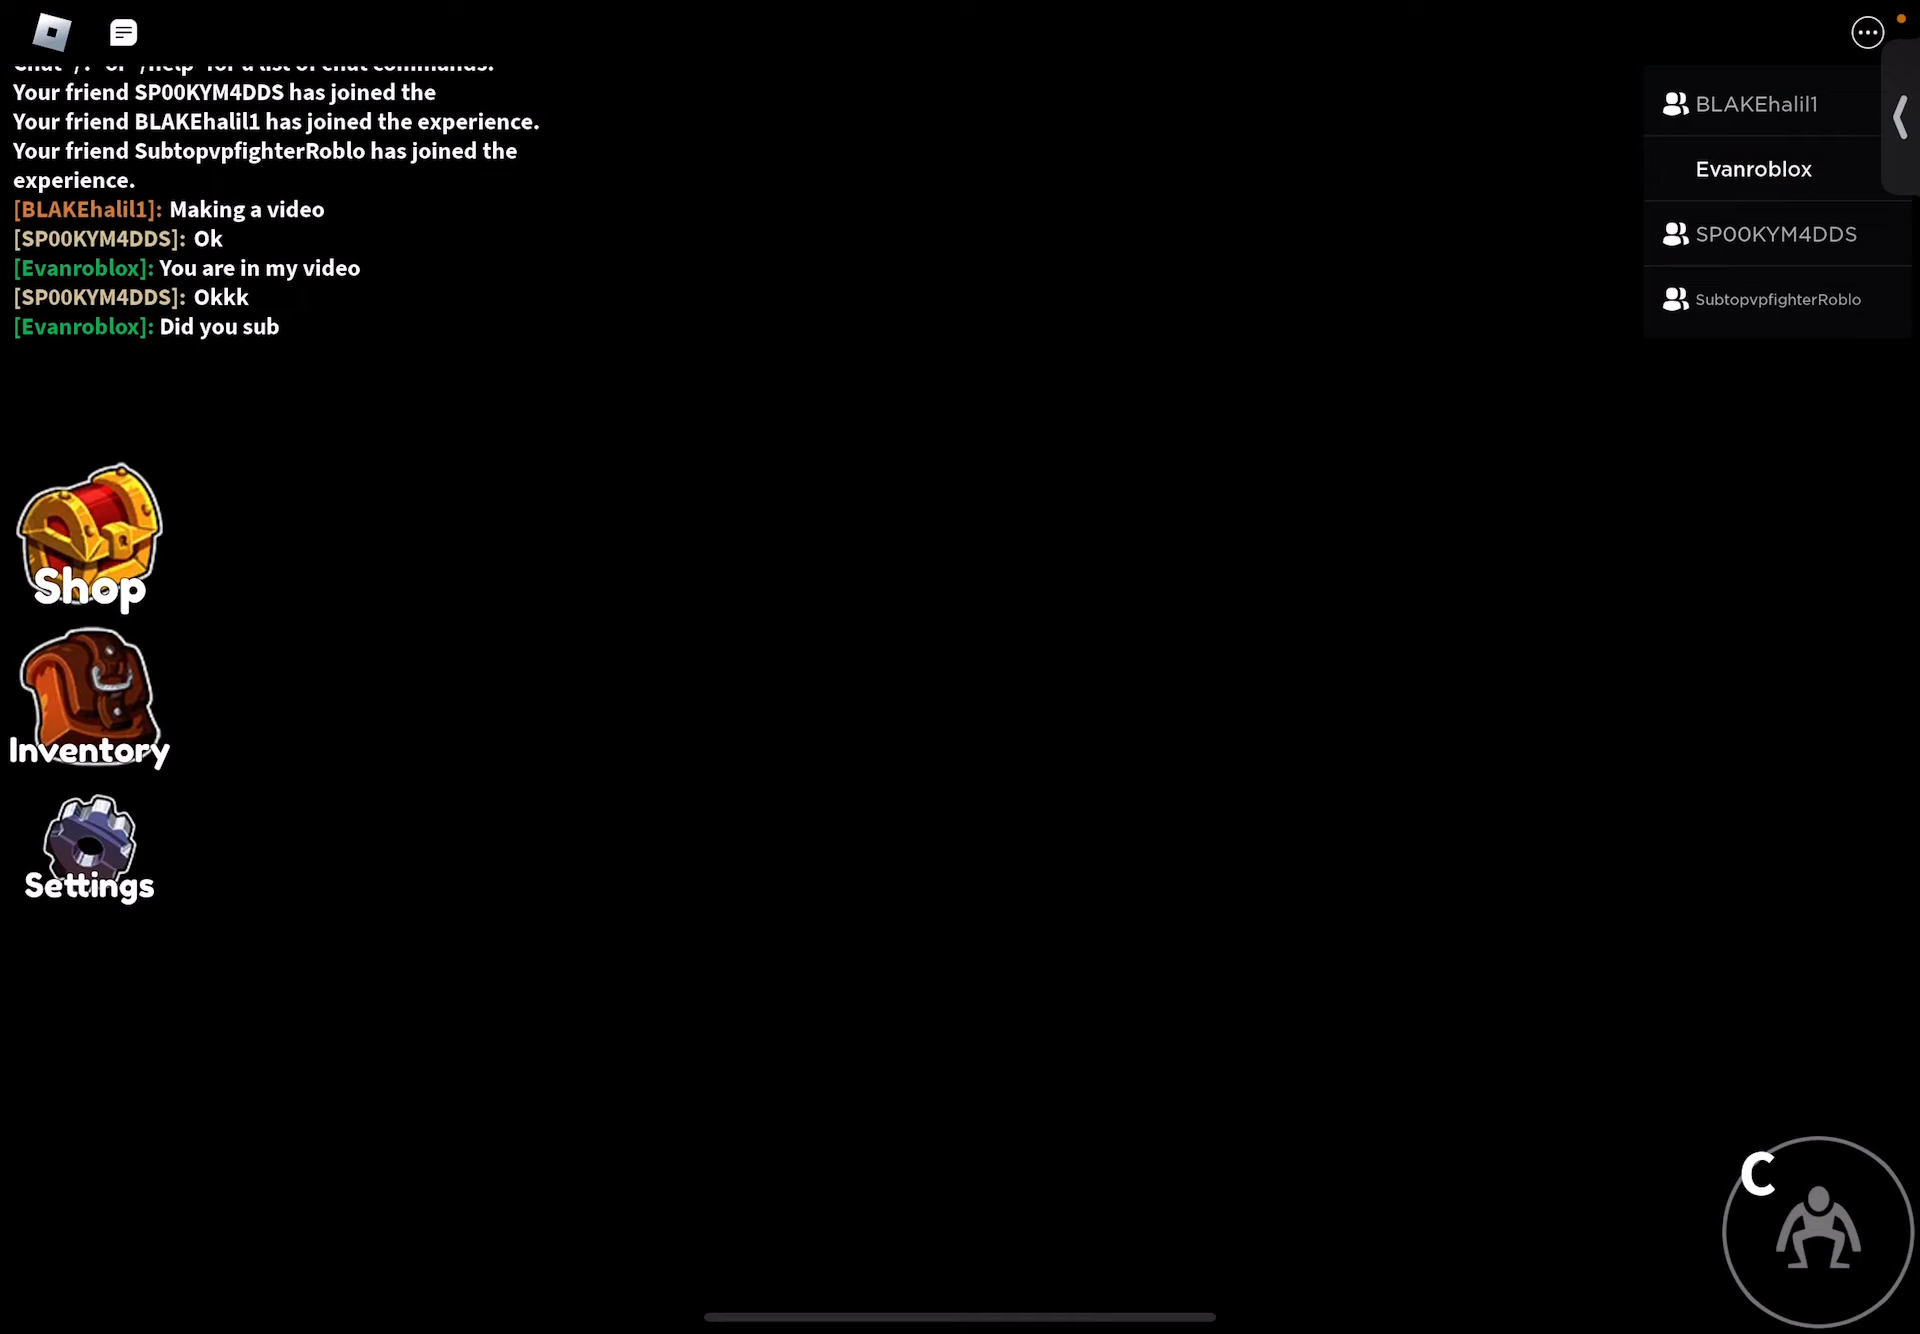 Your friend SP00KYM4DDS has joined the
Your friend BLAKEhalil1 has joined the experience.
Your friend SubtopvpfighterRoblo has joined the
experience.
[BLAKEhalil1]: Making a video
[SP00KYM4DDS]: Ok
[Evanroblox]: You are in my video
[SP00KYM4DDS]: Okkk
[Evanroblox]: Did you sub
BLAKEhalil1
Evanroblox
SP00KYM4DDS
SubtopvpfighterRoblo
Shop
Inventory
Settings
C